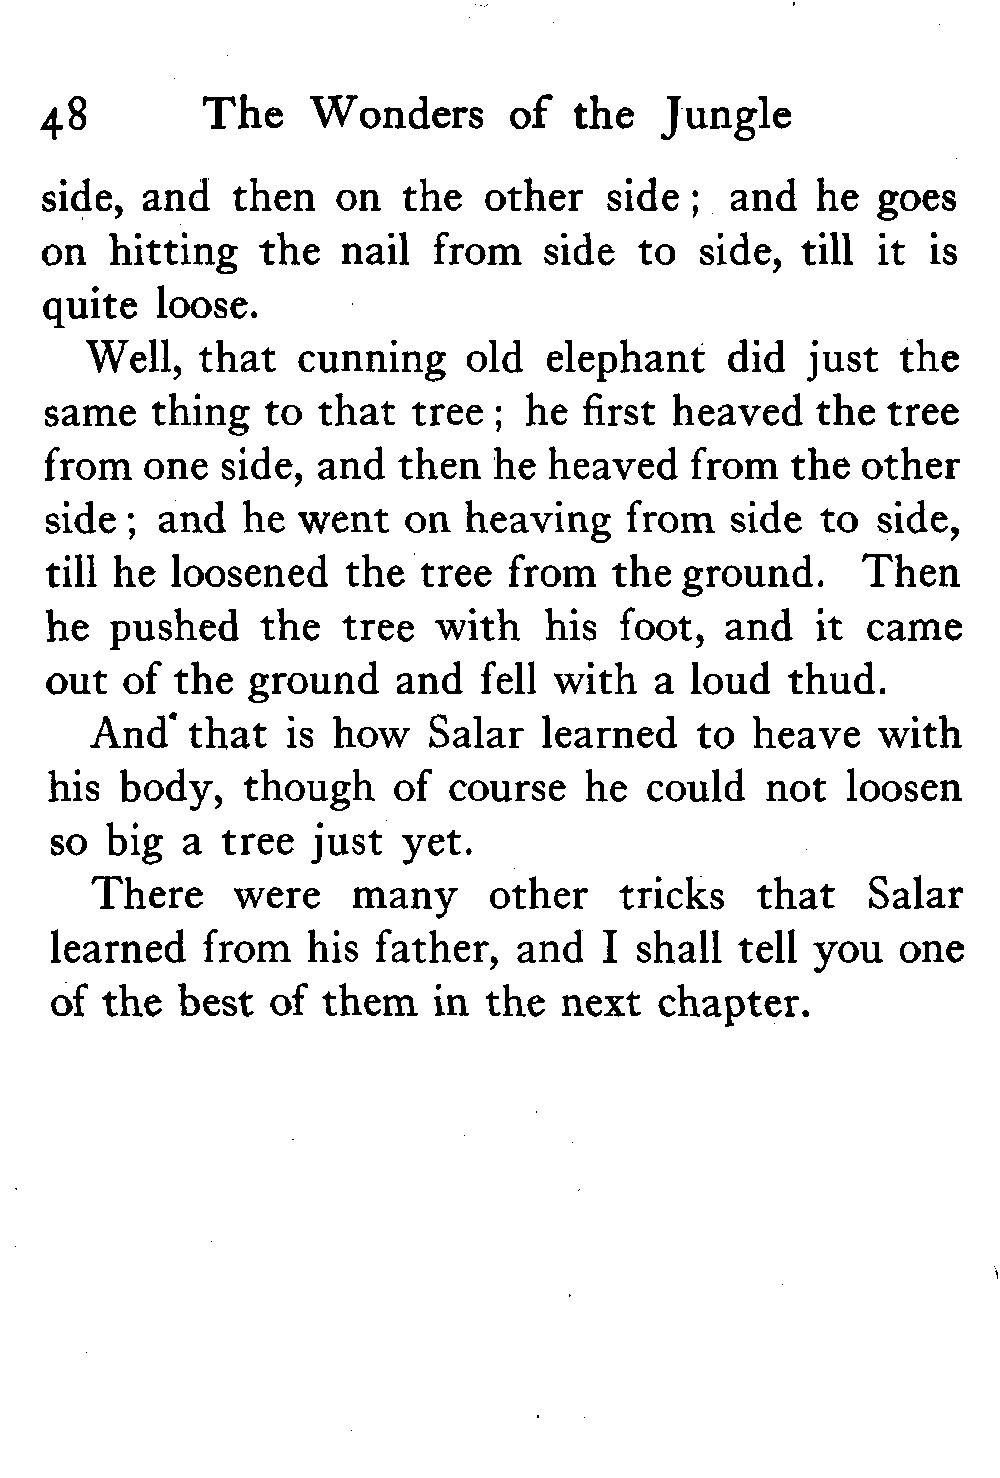 48 The Wonders of the Jungle
side, and then on the other side; and he goes
on hitting the nail from side to side, till it is
quite loose.
Well, that cunning old elephant did just the
same thing to that tree; he first heaved the tree
from one side, and then he heaved from the other
side; and he went on heaving from side to side,
till he loosened the tree from the ground. Then
he pushed the tree with his foot, and it came
out of the ground and fell with a loud thud.
And that is how Salar learned to heave with
his body, though of course he could not loosen
so big a tree just yet.
There were many other tricks that Salar
learned from his father, and I shall tell you one
of the best of them in the next chapter.